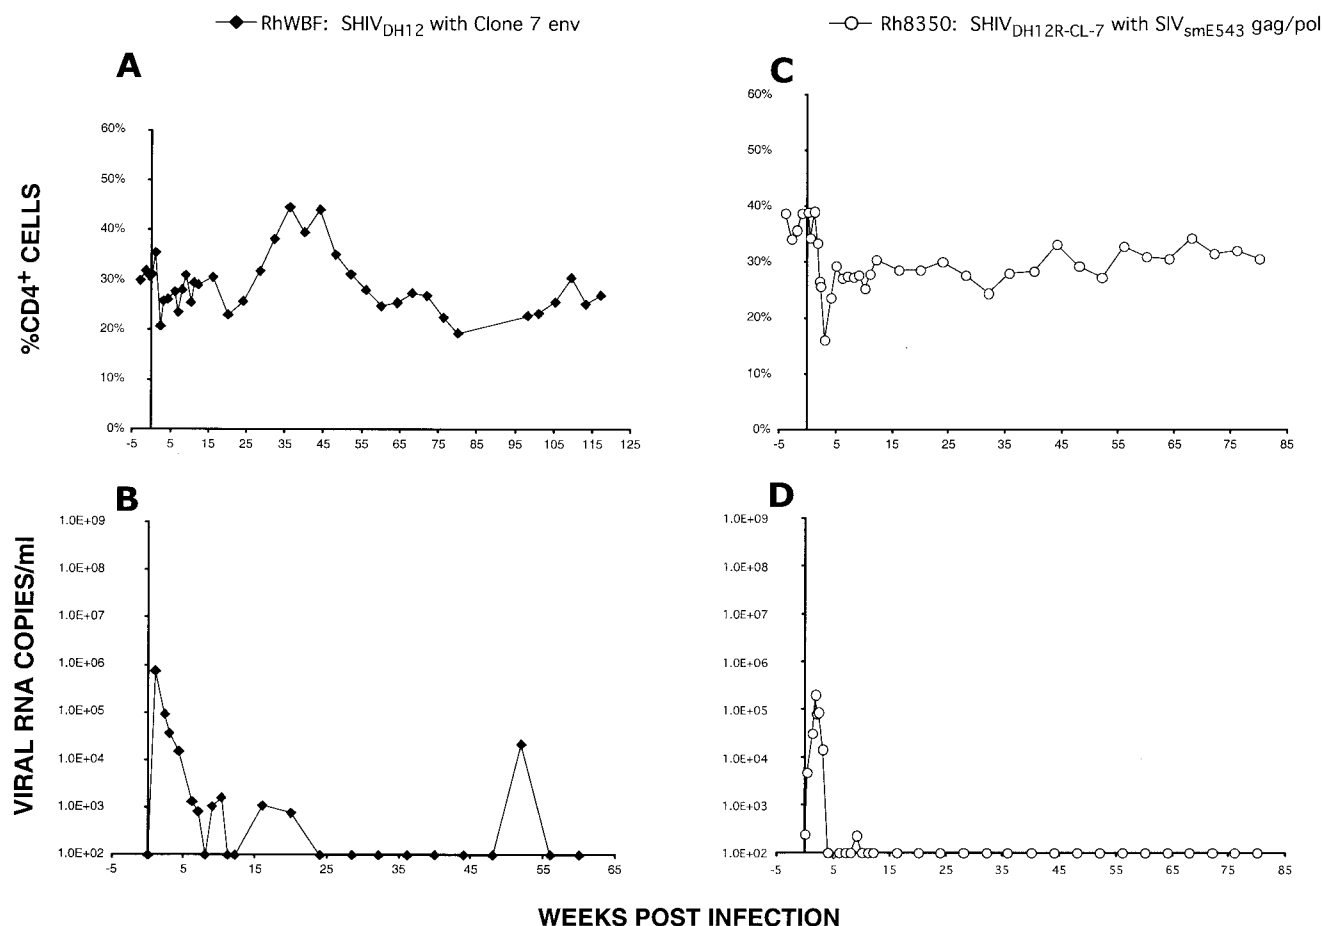 RhWBF: SHIVDH12 with Clone 7 env
Rh8350: SHIVDH12R-CL-7 with SIVsmE543 gag/pol
A
60%
50%
40%
30%
20%
10%
0%
-5 5 15 25 35 45 55 65 75 85 95 105 115 125
%CD4+ CELLS
C
60%
50%
40%
30%
20%
10%
0%
-5 5 15 25 35 45 55 65 75 85
B
1.0E+09
1.0E+08
1.0E+07
1.0E+06
1.0E+05
1.0E+04
1.0E+03
1.0E+02
-5 5 15 25 35 45 55 65
VIRAL RNA COPIES/ml
D
1.0E+09
1.0E+08
1.0E+07
1.0E+06
1.0E+05
1.0E+04
1.0E+03
1.0E+02
-5 5 15 25 35 45 55 65 75 85
WEEKS POST INFECTION